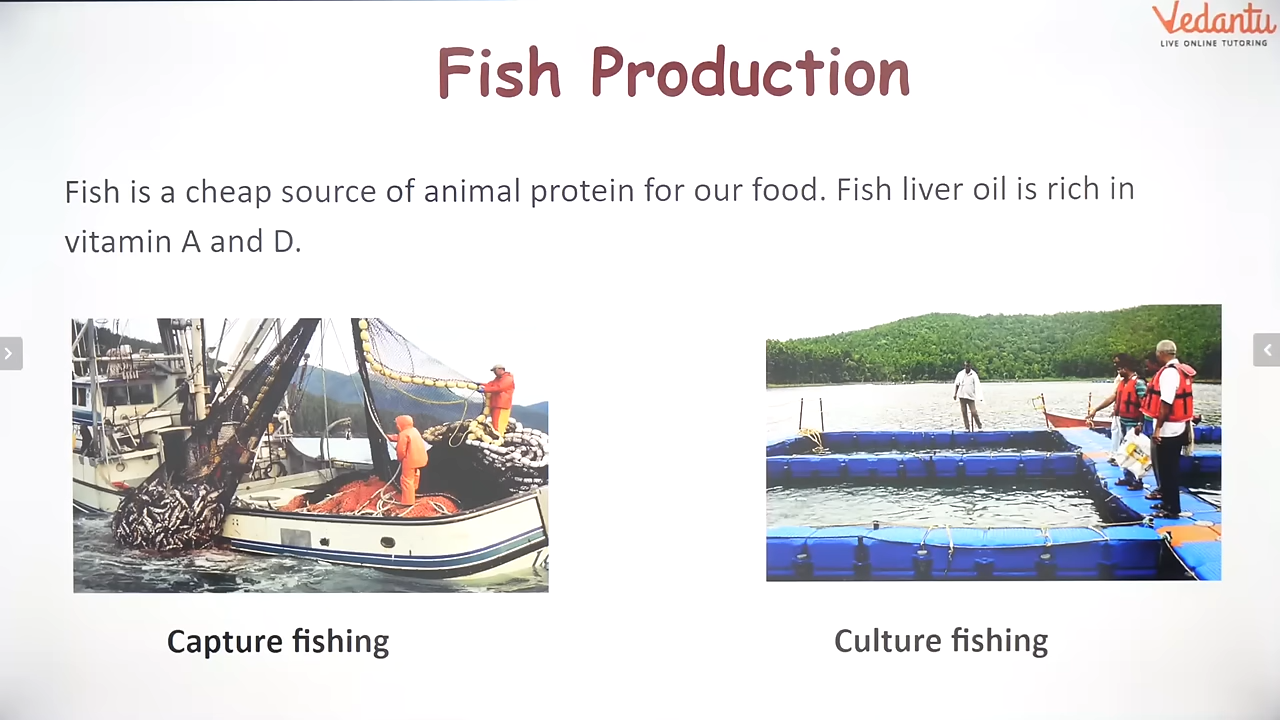 Vedantu
LIVE ONLINE TUTORING
Fish Production
Fish is a cheap source of animal protein for our food. Fish liver oil is rich in
vitamin A and D.
Capture fishing
Culture fishing